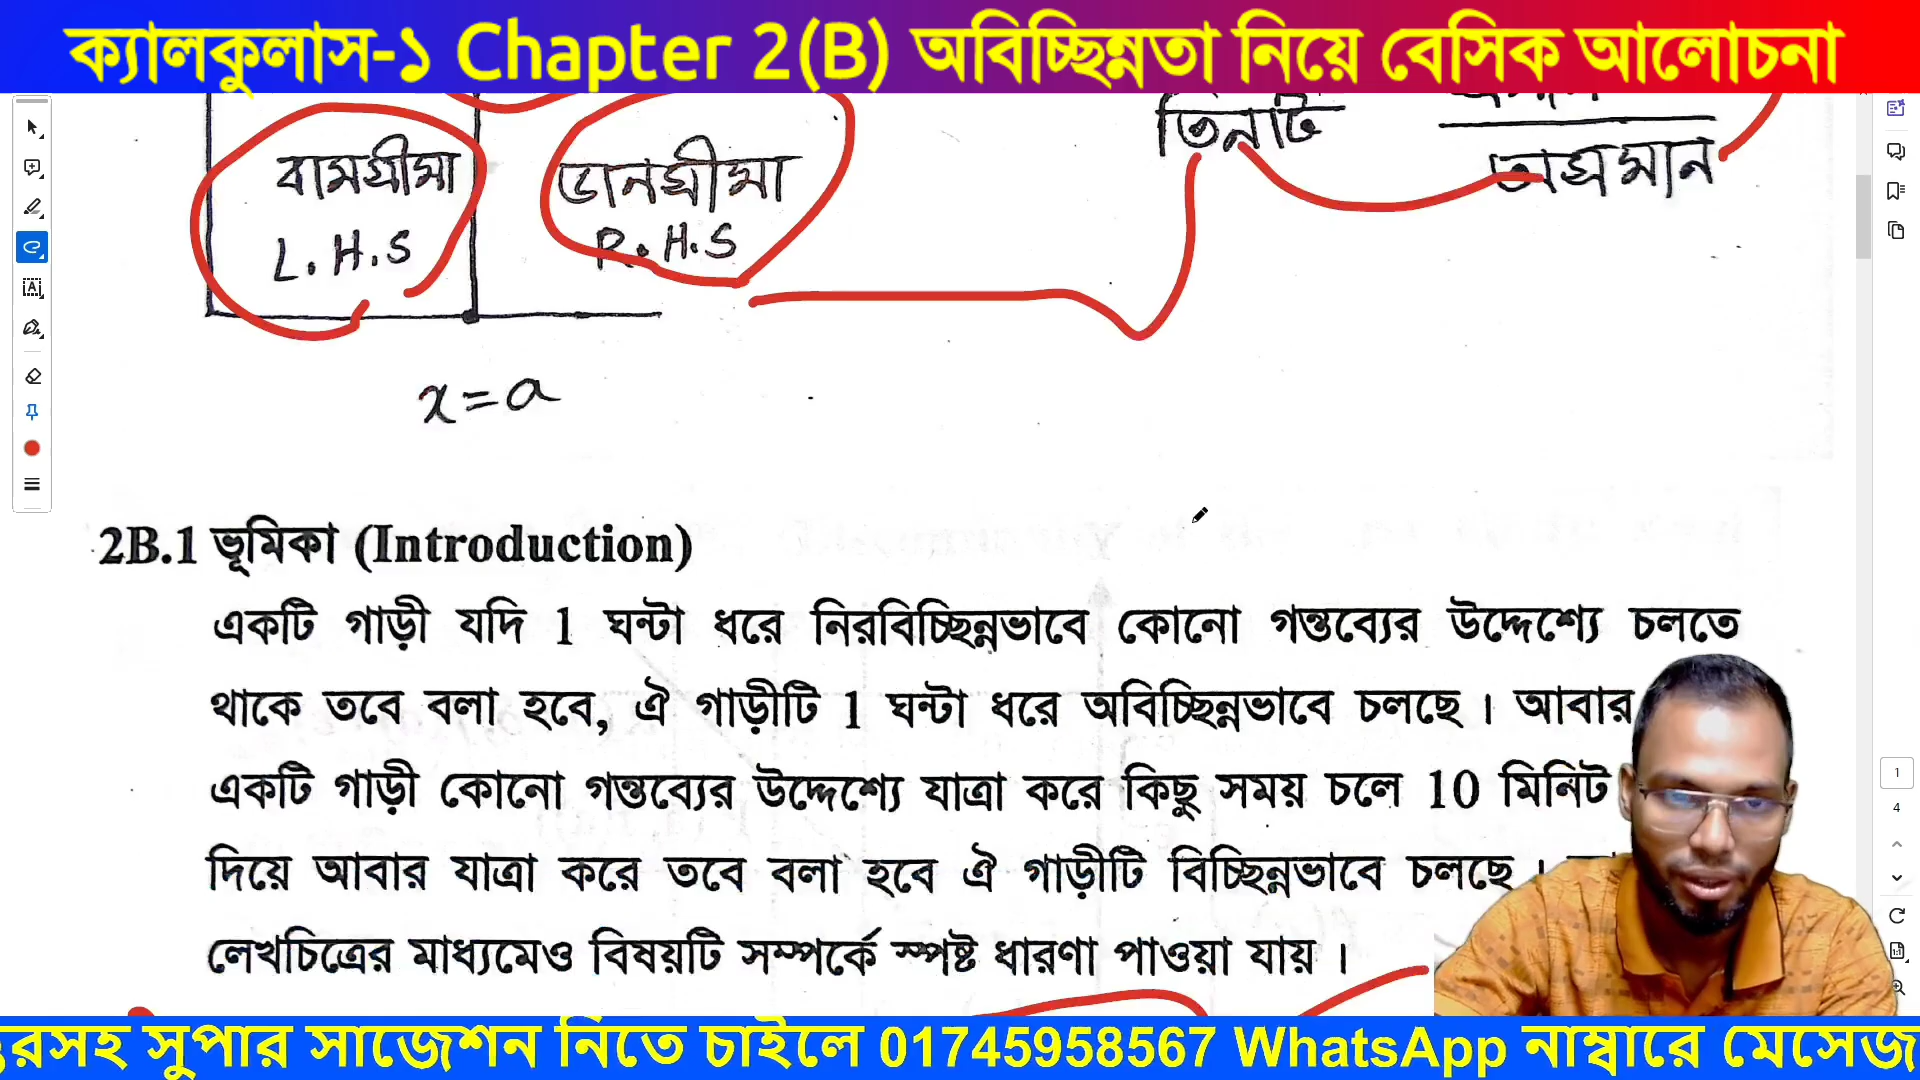 ক্যালকুলাস-১ Chapter 2(B) অবিচ্ছিন্নতা নিয়ে বেসিক আলোচনা
তিনটি
বামসীমা
ডানসীমা
L.H.S
R.H.S
x=a
2B.1 ভূমিকা (Introduction)
একটি গাড়ী যদি 1 ঘন্টা ধরে নিরবিচ্ছিন্নভাবে কোনো গন্তব্যের উদ্দেশ্যে চলতে
থাকে তবে বলা হবে, ঐ গাড়ীটি 1 ঘন্টা ধরে অবিচ্ছিন্নভাবে চলছে। আবার
একটি গাড়ী কোনো গন্তব্যের উদ্দেশ্যে যাত্রা করে কিছু সময় চলে 10 মিনিট
দিয়ে আবার যাত্রা করে তবে বলা হবে ঐ গাড়ীটি বিচ্ছিন্নভাবে চলছে।
লেখচিত্রের মাধ্যমেও বিষয়টি সম্পর্কে স্পষ্ট ধারণা পাওয়া যায়।
1
4
রসহ সুপার সাজেশন নিতে চাইলে 01745958567 WhatsApp নাম্বারে মেসেজ